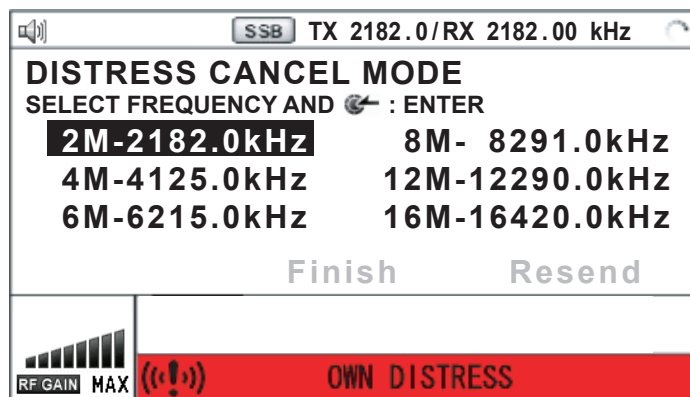 SSB TX 2182.0/RX 2182.00 kHz
DISTRESS CANCEL MODE
SELECT FREQUENCY AND : ENTER
2M-2182.0kHz 8M- 8291.0kHz
4M-4125.0kHz 12M-12290.0kHz
6M-6215.0kHz 16M-16420.0kHz
Finish Resend
RF GAIN MAX OWN DISTRESS